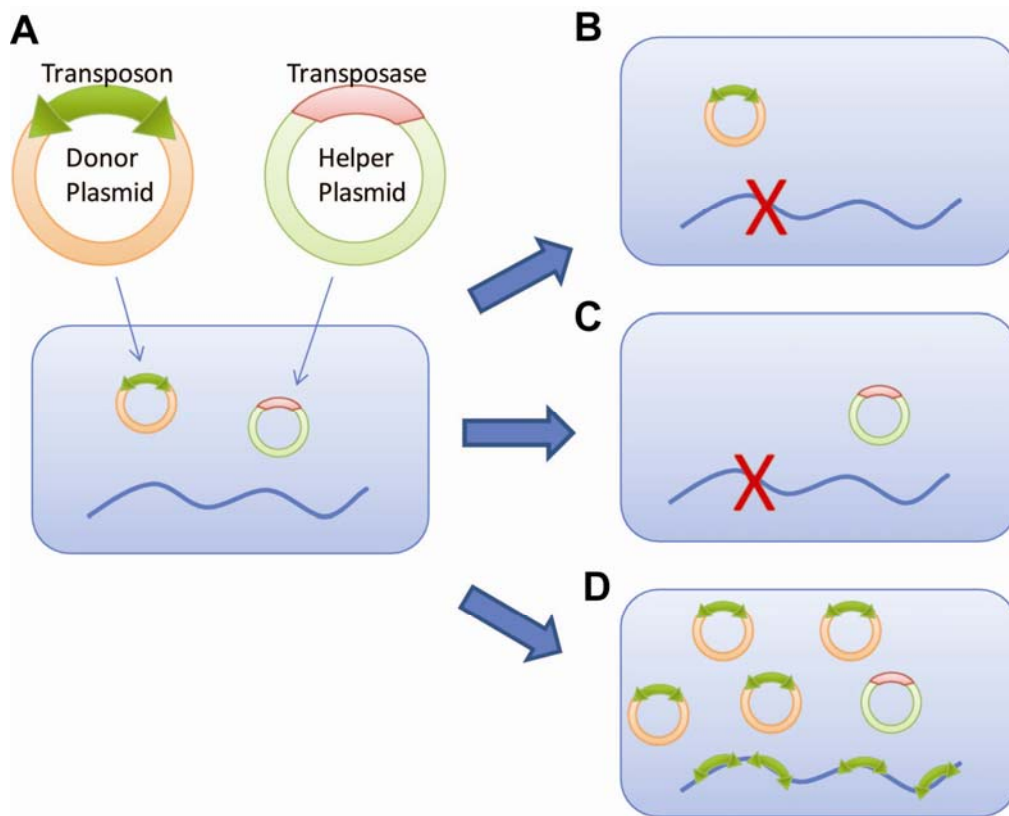 A
Transposon
Donor
Plasmid
Transposase
Helper
Plasmid
B
X
C
X
D